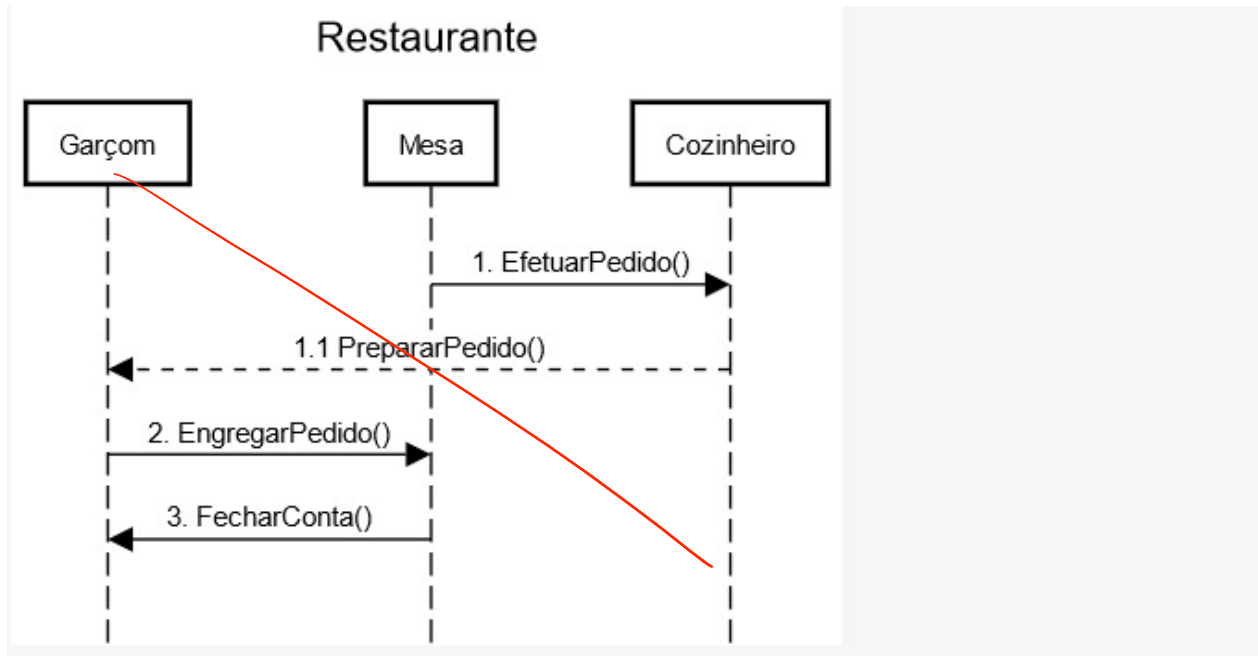 Restaurante
Garçom
Mesa
Cozinheiro
1. EfetuarPedido()
1.1 PrepararPedido()
2. EngregarPedido()
3. FecharConta()